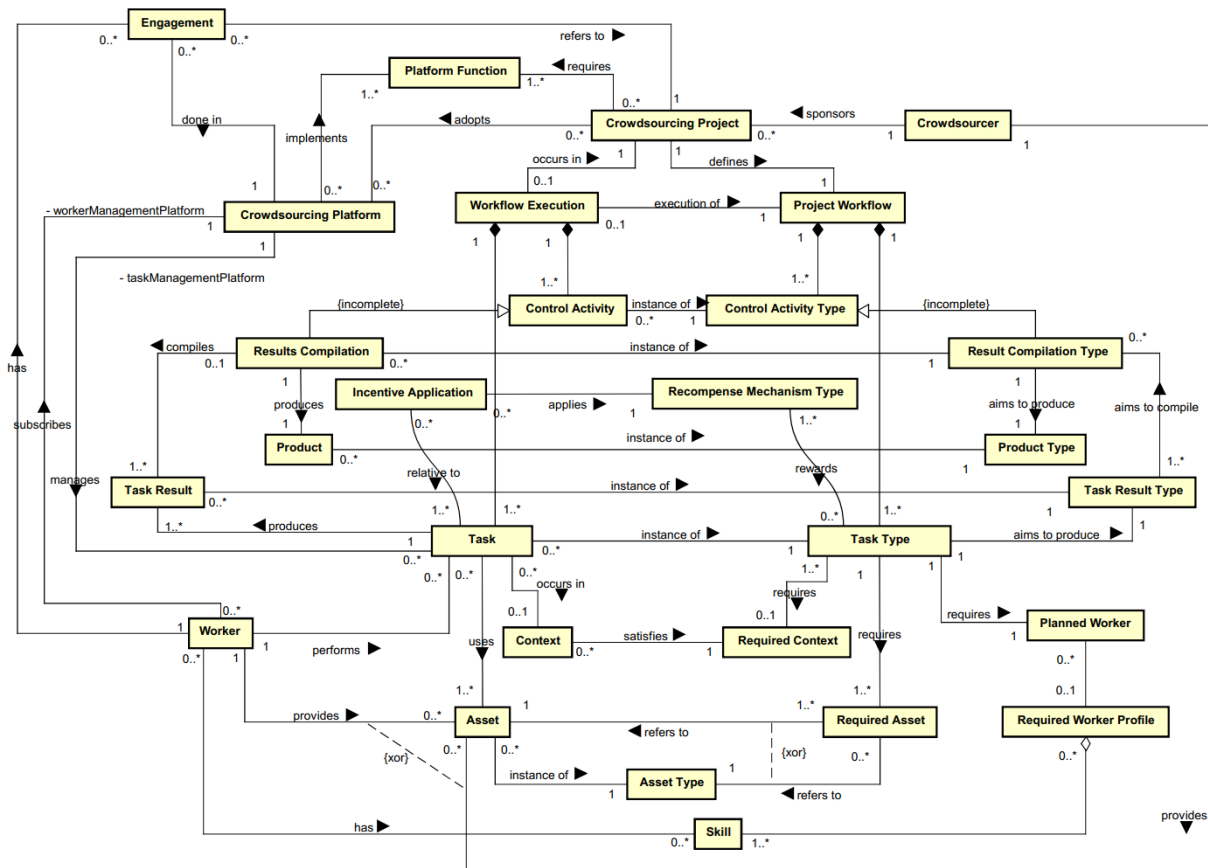 Engagement
0..* 0..* 0..*
refers to ►
Platform Function
◄ requires
1..* 1..*
0..* 1
done in
implements
◄ adopts
0..*
Crowdsourcing Project
◄ sponsors
0..* 1
Crowdsourcer
1
occurs in ►
1 1
defines ►
0..1 1
1 0..* 0..*
- workerManagementPlatform
1
Crowdsourcing Platform
1
Workflow Execution
execution of ►
0..1 1
Project Workflow
1 1 1 1
- taskManagementPlatform
1..* 1..*
{incomplete}
Control Activity
instance of ►
0..* 1
Control Activity Type
{incomplete}
◄ compiles
0..1
Results Compilation
0..*
instance of ►
1
Result Compilation Type
0..*
has
1 1
Incentive Application
0..*
applies ►
1
Recompense Mechanism Type
subscribes
produces
1
0..* 1..*
aims to produce
1
aims to compile
Product
0..*
instance of ►
1
Product Type
1..*
manages
relative to
rewards
1..*
Task Result
0..*
instance of ►
1
Task Result Type
1..*
◄ produces
1
1..* 1..*
0..* 1..*
1
Task
0..*
instance of ►
1
Task Type
1
aims to produce ►
0..* 0..* 0..* 0..*
1..* 1 1
occurs in
requires
0..1 0..1
0..*
1
Worker
1
performs ►
uses
Context
0..*
satisfies ►
1
Required Context
requires
requires ►
1
Planned Worker
0..*
0..* 1
0..1
1..* 1 1..* 1..*
provides ►
0..*
Asset
◄ refers to
Required Asset
Required Worker Profile
{xor}
0..* 0..*
{xor}
0..*
0..*
instance of ►
1
Asset Type
1
◄ refers to
has ►
0..*
Skill
1..*
provides